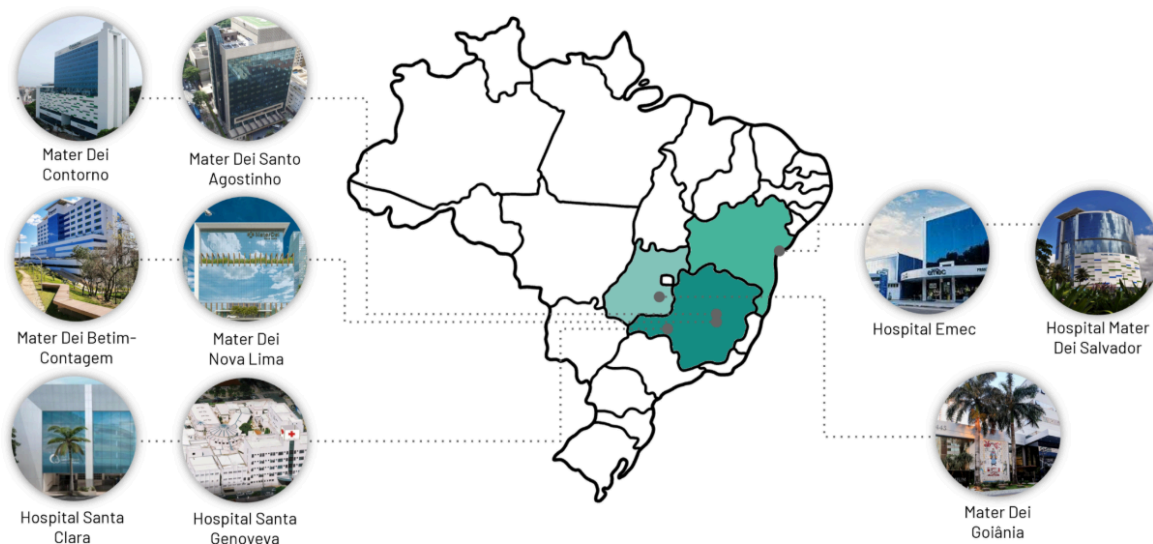 Mater Dei
Contorno
Mater Dei Santo
Agostinho
Mater Dei Betim-
Contagem
Mater Dei
Nova Lima
Hospital Santa
Clara
Hospital Santa
Genoveva
Hospital Emec
Hospital Mater
Dei Salvador
Mater Dei
Goiânia